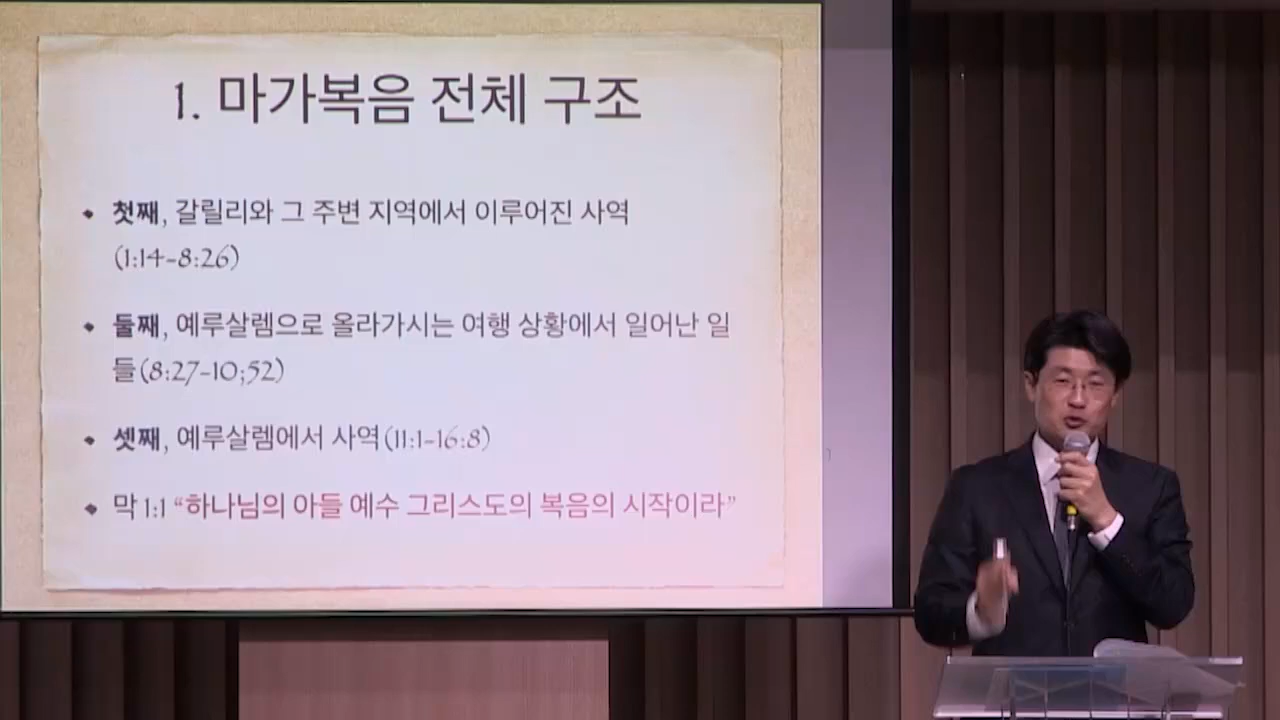 1. 마가복음 전체 구조
첫째, 갈릴리와 그 주변 지역에서 이루어진 사역
(1:14-8:26)
둘째, 예루살렘으로 올라가시는 여행 상황에서 일어난 일
들(8:27-10;52)
셋째, 예루살렘에서 사역(11:1-16:8)
막 1:1 “하나님의 아들 예수 그리스도의 복음의 시작이라”